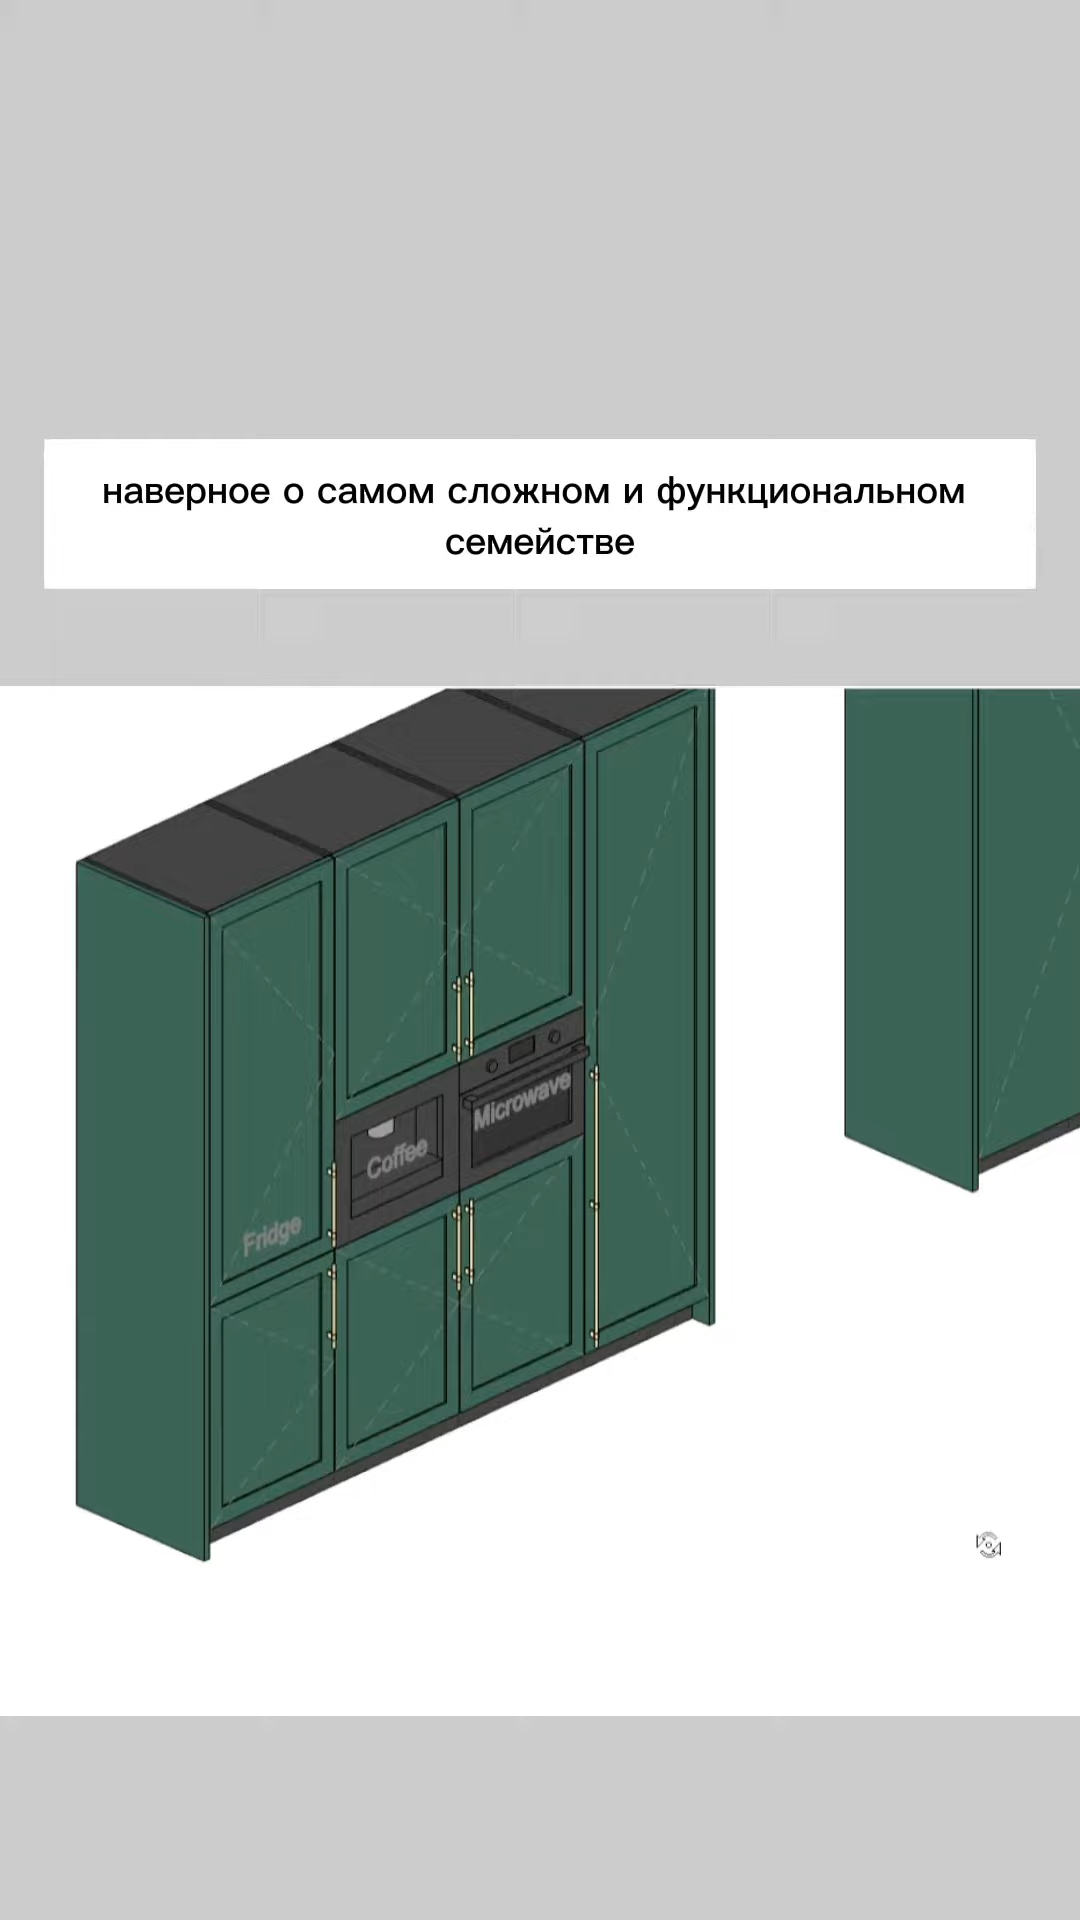 наверное о самом сложном и функциональном
семействе
Microwave
Coffee
Fridge